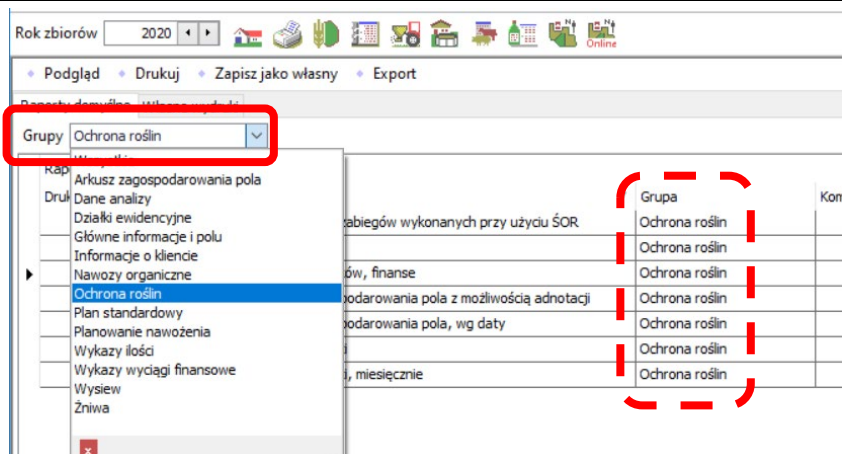 Rok zbiorów 2020
Online
Podgląd Drukuj Zapisz jako własny Export
Grupy Ochrona roślin
Arkusz zagospodarowania pola
Dane analizy
Działki ewidencyjne
Główne informacje i polu
Informacje o kliencie
Nawozy organiczne
Ochrona roślin
Plan standardowy
Planowanie nawożenia
Wykazy ilości
Wykazy wyciągi finansowe
Wysiew
Żniwa
x
Grupa
zabiegów wykonanych przy użyciu ŚOR Ochrona roślin
Ochrona roślin
ów, finanse Ochrona roślin
podarowania pola z możliwością adnotacji Ochrona roślin
podarowania pola, wg daty Ochrona roślin
Ochrona roślin
i, miesięcznie Ochrona roślin